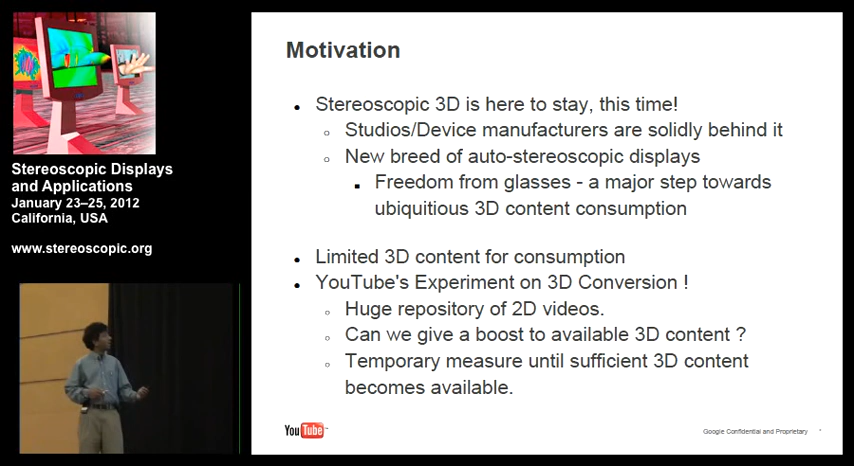 Stereoscopic Displays
and Applications
January 23–25, 2012
California, USA
www.stereoscopic.org
Motivation
• Stereoscopic 3D is here to stay, this time!
○ Studios/Device manufacturers are solidly behind it
○ New breed of auto-stereoscopic displays
■ Freedom from glasses - a major step towards
ubiquitious 3D content consumption
• Limited 3D content for consumption
• YouTube's Experiment on 3D Conversion !
○ Huge repository of 2D videos.
○ Can we give a boost to available 3D content ?
○ Temporary measure until sufficient 3D content
becomes available.
YouTube
Google Confidential and Proprietary